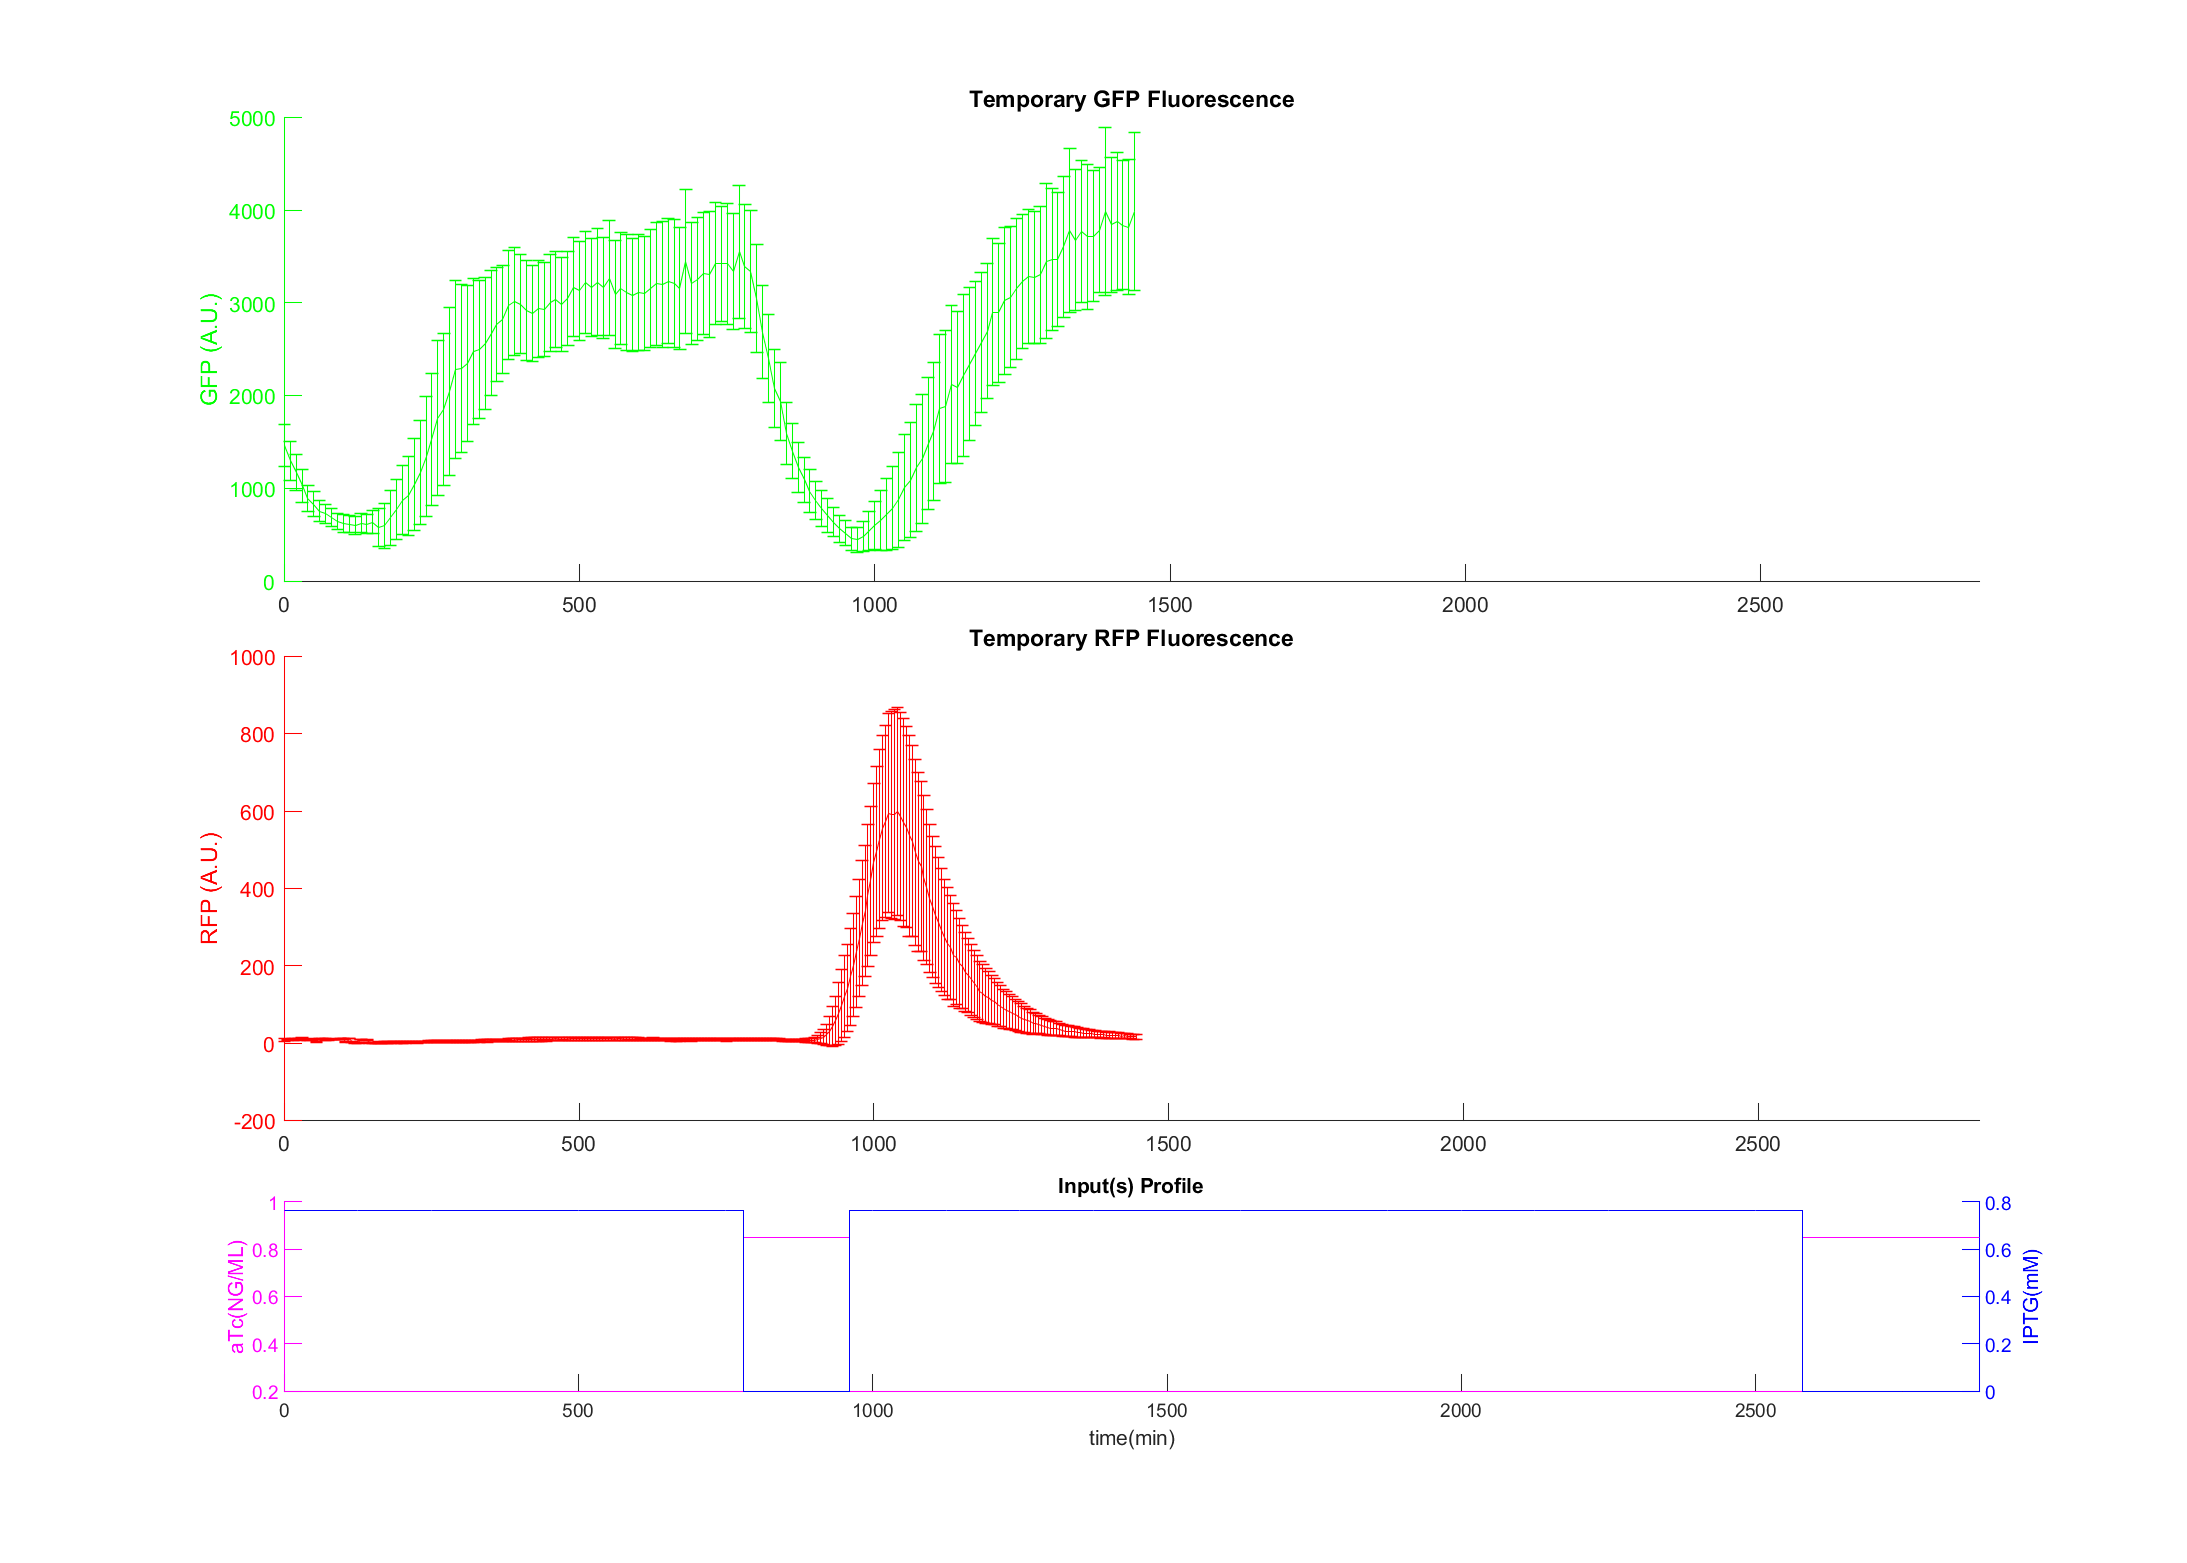 Temporary GFP Fluorescence
GFP (A.U.)
5000
4000
3000
2000
1000
0
0 500 1000 1500 2000 2500
Temporary RFP Fluorescence
RFP (A.U.)
1000
800
600
400
200
0
-200
0 500 1000 1500 2000 2500
Input(s) Profile
aTc(NG/ML)
1
0.8
0.6
0.4
0.2
0.8
0.6
0.4
0.2
0
IPTG(mM)
0 500 1000 1500 2000 2500
time(min)